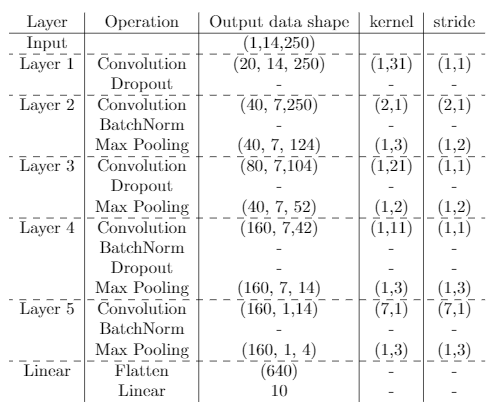 Layer Operation Output data shape kernel stride
Input (1,14,250)
Layer 1 Convolution (20, 14, 250) (1,31) (1,1)
Dropout - - -
Layer 2 Convolution (40, 7,250) (2,1) (2,1)
BatchNorm - - -
Max Pooling (40, 7, 124) (1,3) (1,2)
Layer 3 Convolution (80, 7,104) (1,21) (1,1)
Dropout - - -
Max Pooling (40, 7, 52) (1,2) (1,2)
Layer 4 Convolution (160, 7,42) (1,11) (1,1)
BatchNorm - - -
Dropout - - -
Max Pooling (160, 7, 14) (1,3) (1,3)
Layer 5 Convolution (160, 1,14) (7,1) (7,1)
BatchNorm - - -
Max Pooling (160, 1, 4) (1,3) (1,3)
Linear Flatten (640) - -
Linear 10 - -